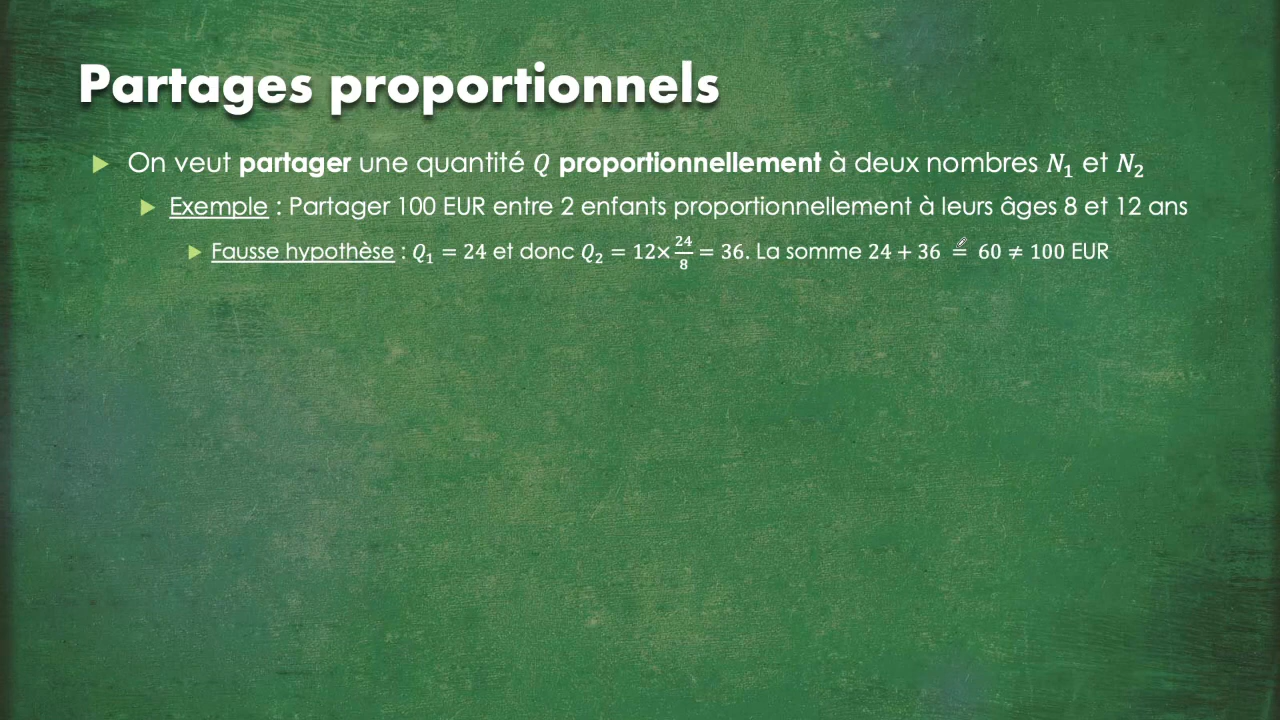 Partages proportionnels
On veut partager une quantité Q proportionnellement à deux nombres N₁ et N₂
Exemple : Partager 100 EUR entre 2 enfants proportionnellement à leurs âges 8 et 12 ans
Fausse hypothèse : Q₁ = 24 et donc Q₂ = 12×24/8 = 36. La somme 24 + 36 = 60 ≠ 100 EUR